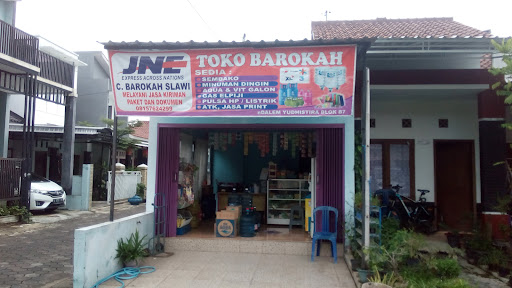 JNE
EXPRESS ACROSS NATIONS
C. BAROKAH SLAWI
MELAYANI JASA KIRIMAN
PAKET DAN DOKUMEN
TOKO BAROKAH
SEDIA :
- SEMBAKO
- MINUMAN DINGIN
- AQUA & VIT GALON
- GAS ELPIJI
- PULSA HP / LISTRIK
- ATK, JASA PRINT